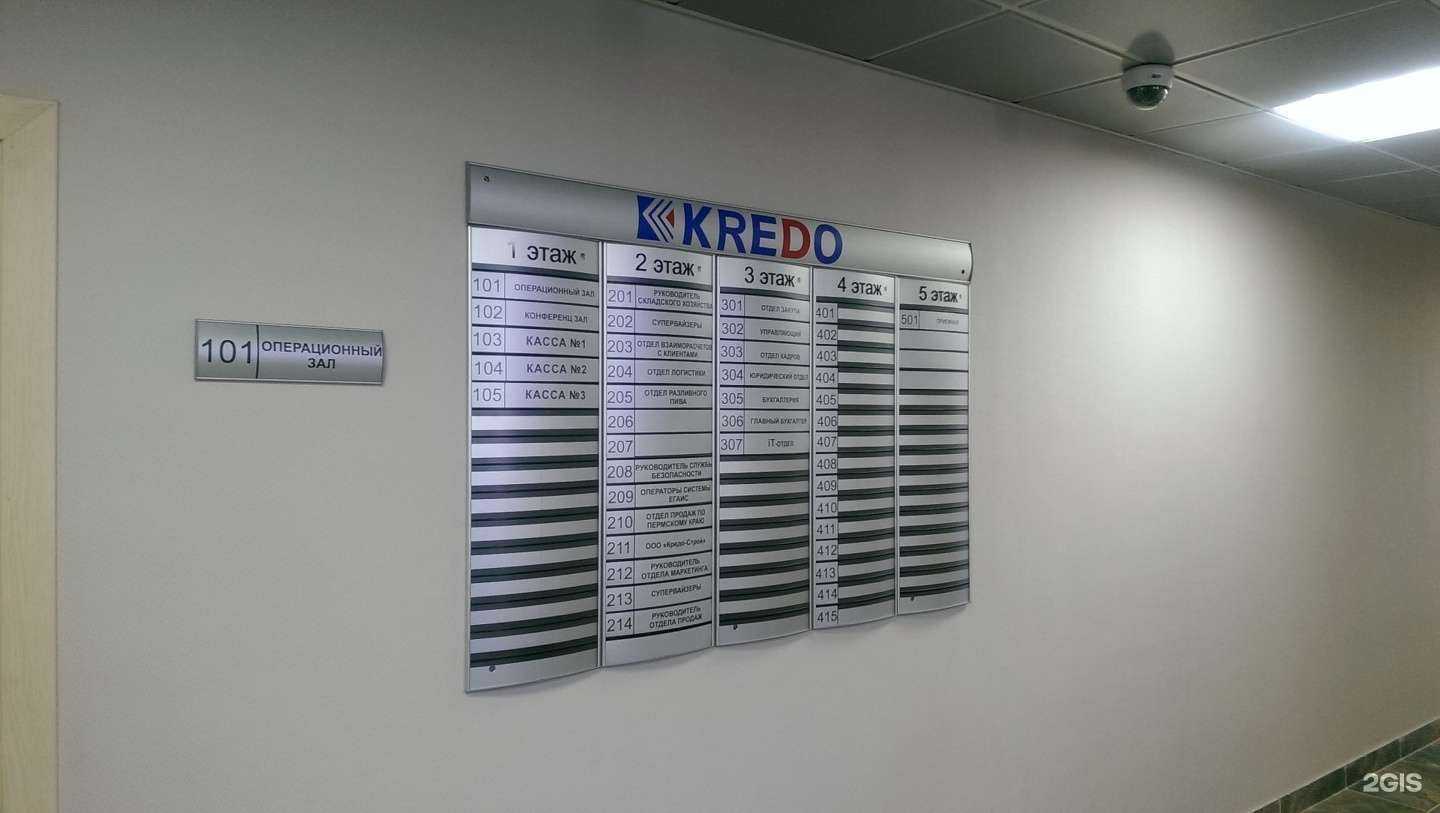 KREDO
101
ОПЕРАЦИОННЫЙ
ЗАЛ
1 этаж
101 ОПЕРАЦИОННЫЙ ЗАЛ
102 КОНФЕРЕНЦ ЗАЛ
103 КАССА №1
104 КАССА №2
105 КАССА №3
2 этаж
201 РУКОВОДИТЕЛЬ
СКЛАДСКОГО ХОЗЯЙСТВА
202 СУПЕРВАЙЗЕРЫ
203 ОТДЕЛ ВЗАИМОРАСЧЕТОВ
С КЛИЕНТАМИ
204 ОТДЕЛ ЛОГИСТИКИ
205 ОТДЕЛ РАЗЛИВНОГО
ПИВА
206
207
208 РУКОВОДИТЕЛЬ СЛУЖБЫ
БЕЗОПАСНОСТИ
209 ОПЕРАТОРЫ СИСТЕМЫ
ЕГАИС
210 ОТДЕЛ ПРОДАЖ ПО
ПЕРМСКОМУ КРАЮ
211 ООО «Кредо-Строй»
212 РУКОВОДИТЕЛЬ
ОТДЕЛА МАРКЕТИНГА
213 СУПЕРВАЙЗЕРЫ
214 РУКОВОДИТЕЛЬ
ОТДЕЛА ПРОДАЖ
3 этаж
301 ОТДЕЛ ЗАКУПА
302 УПРАВЛЯЮЩИЙ
303 ОТДЕЛ КАДРОВ
304 ЮРИДИЧЕСКИЙ ОТДЕЛ
305 БУХГАЛТЕРИЯ
306 ГЛАВНЫЙ БУХГАЛТЕР
307 IT-ОТДЕЛ
4 этаж
401
402
403
404
405
406
407
408
409
410
411
412
413
414
415
5 этаж
501 ПРИЕМНАЯ
2GIS